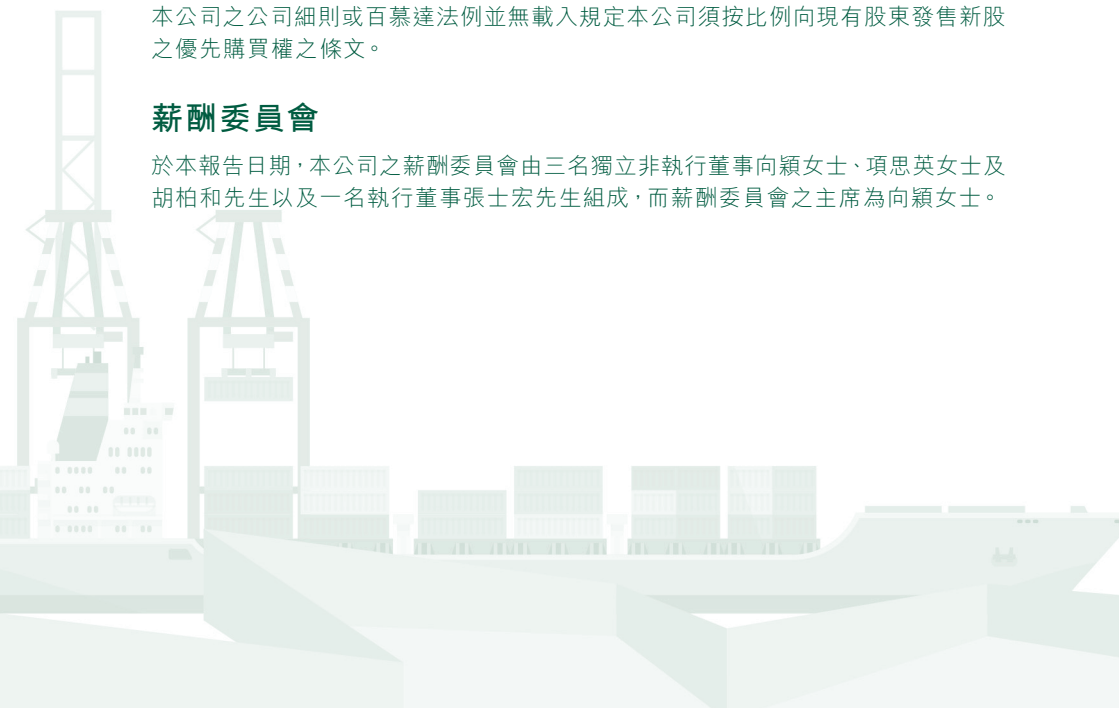 本公司之公司細則或百慕達法例並無載入規定本公司須按比例向現有股東發售新股
之優先購買權之條文。
薪酬委員會
於本報告日期，本公司之薪酬委員會由三名獨立非執行董事向穎女士、項思英女士及
胡柏和先生以及一名執行董事張士宏先生組成，而薪酬委員會之主席為向穎女士。